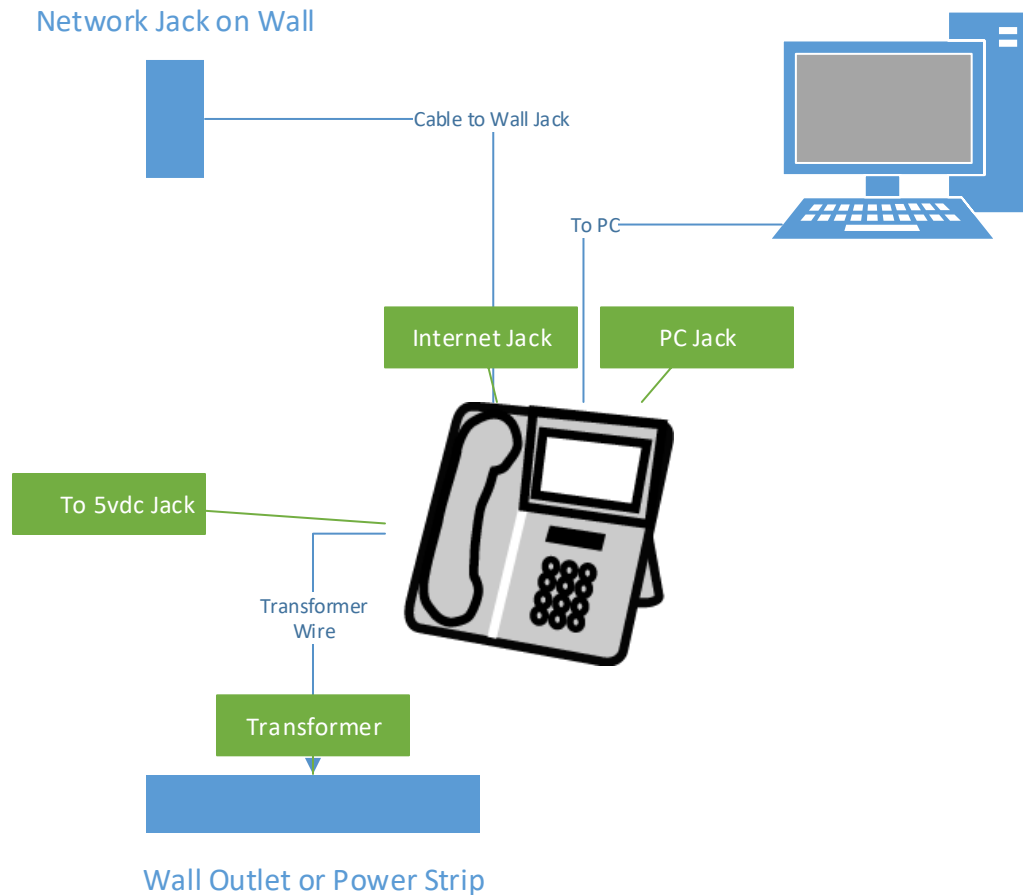 Network Jack on Wall
Cable to Wall Jack
To PC
Internet Jack
PC Jack
To 5vdc Jack
Transformer
Wire
Transformer
Wall Outlet or Power Strip